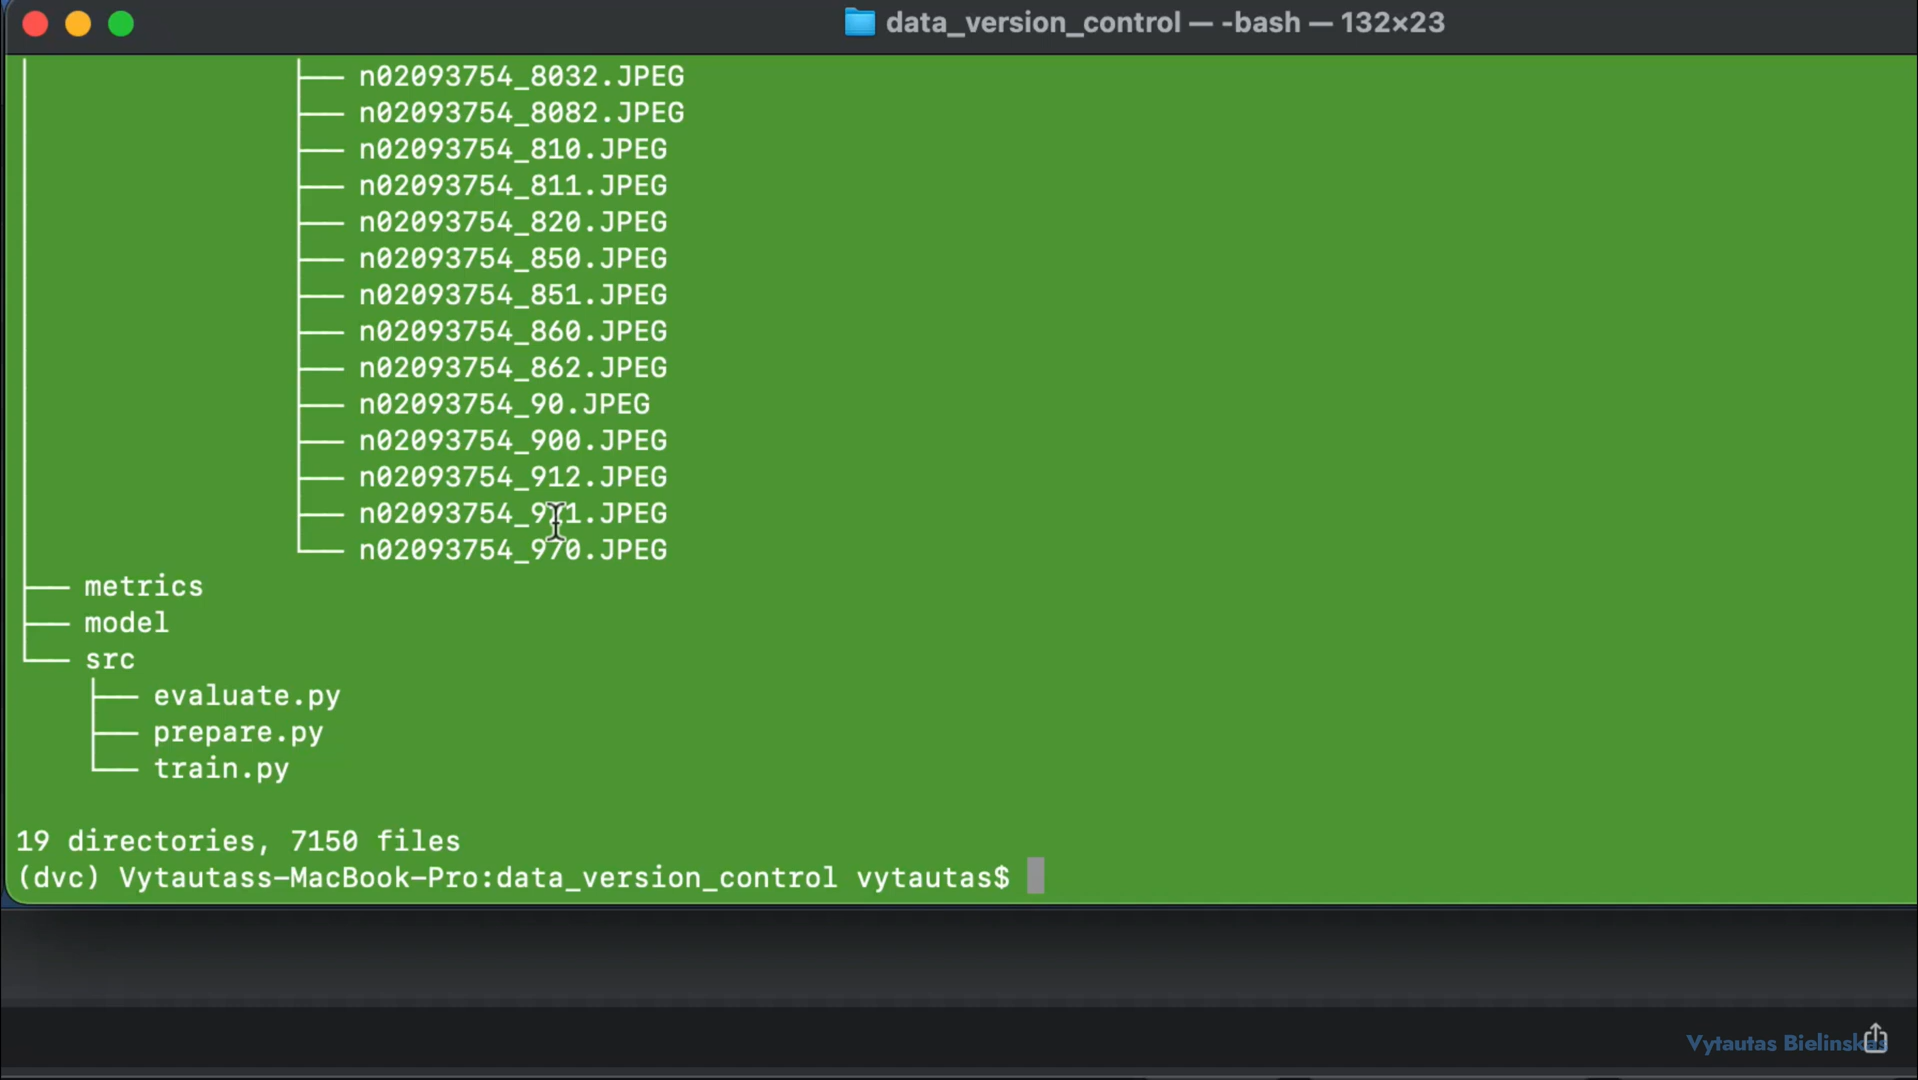 data_version_control — -bash — 132×23
n02093754_8032.JPEG
n02093754_8082.JPEG
n02093754_810.JPEG
n02093754_811.JPEG
n02093754_820.JPEG
n02093754_850.JPEG
n02093754_851.JPEG
n02093754_860.JPEG
n02093754_862.JPEG
n02093754_90.JPEG
n02093754_900.JPEG
n02093754_912.JPEG
n02093754_970.JPEG
metrics
model
src
evaluate.py
prepare.py
train.py
19 directories, 7150 files
(dvc) Vytautass-MacBook-Pro:data_version_control vytautas$
Vytautas